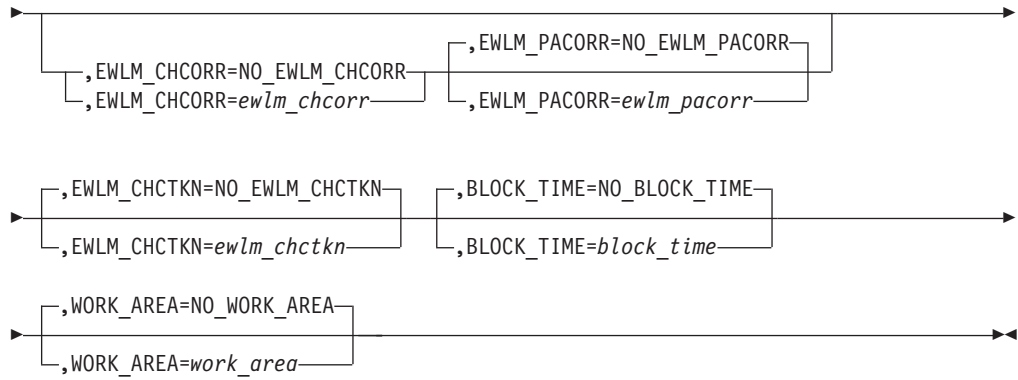 ,EWLM_PACORR=NO_EWLM_PACORR
,EWLM_CHCORR=NO_EWLM_CHCORR
,EWLM_CHCORR=ewlm_chcorr
,EWLM_PACORR=ewlm_pacorr
,EWLM_CHCTKN=NO_EWLM_CHCTKN
,BLOCK_TIME=NO_BLOCK_TIME
,EWLM_CHCTKN=ewlm_chctkn
,BLOCK_TIME=block_time
,WORK_AREA=NO_WORK_AREA
,WORK_AREA=work_area